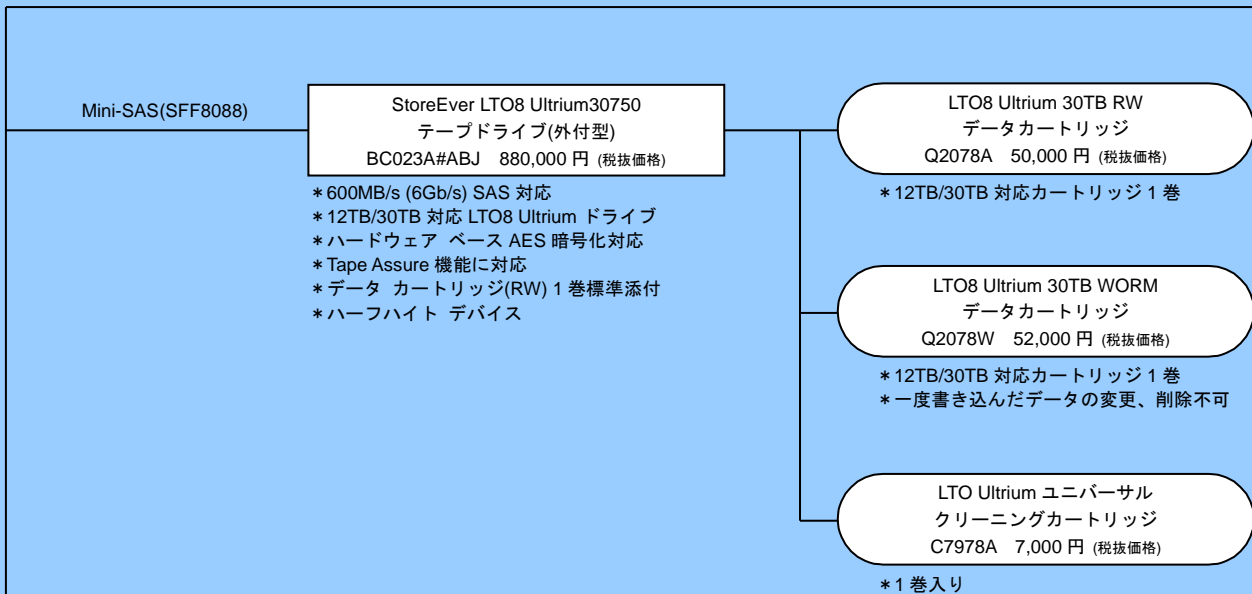 Mini-SAS(SFF8088)
StoreEver LTO8 Ultrium30750
テープドライブ(外付型)
BC023A#ABJ 880,000 円 (税抜価格)
＊600MB/s (6Gb/s) SAS 対応
＊12TB/30TB 対応 LTO8 Ultrium ドライブ
＊ハードウェア ベース AES 暗号化対応
＊Tape Assure 機能に対応
＊データ カートリッジ(RW) 1 巻標準添付
＊ハーフハイト デバイス
LTO8 Ultrium 30TB RW
データカートリッジ
Q2078A 50,000 円 (税抜価格)
＊12TB/30TB 対応カートリッジ 1 巻
LTO8 Ultrium 30TB WORM
データカートリッジ
Q2078W 52,000 円 (税抜価格)
＊12TB/30TB 対応カートリッジ 1 巻
＊一度書き込んだデータの変更、削除不可
LTO Ultrium ユニバーサル
クリーニングカートリッジ
C7978A 7,000 円 (税抜価格)
＊1 巻入り